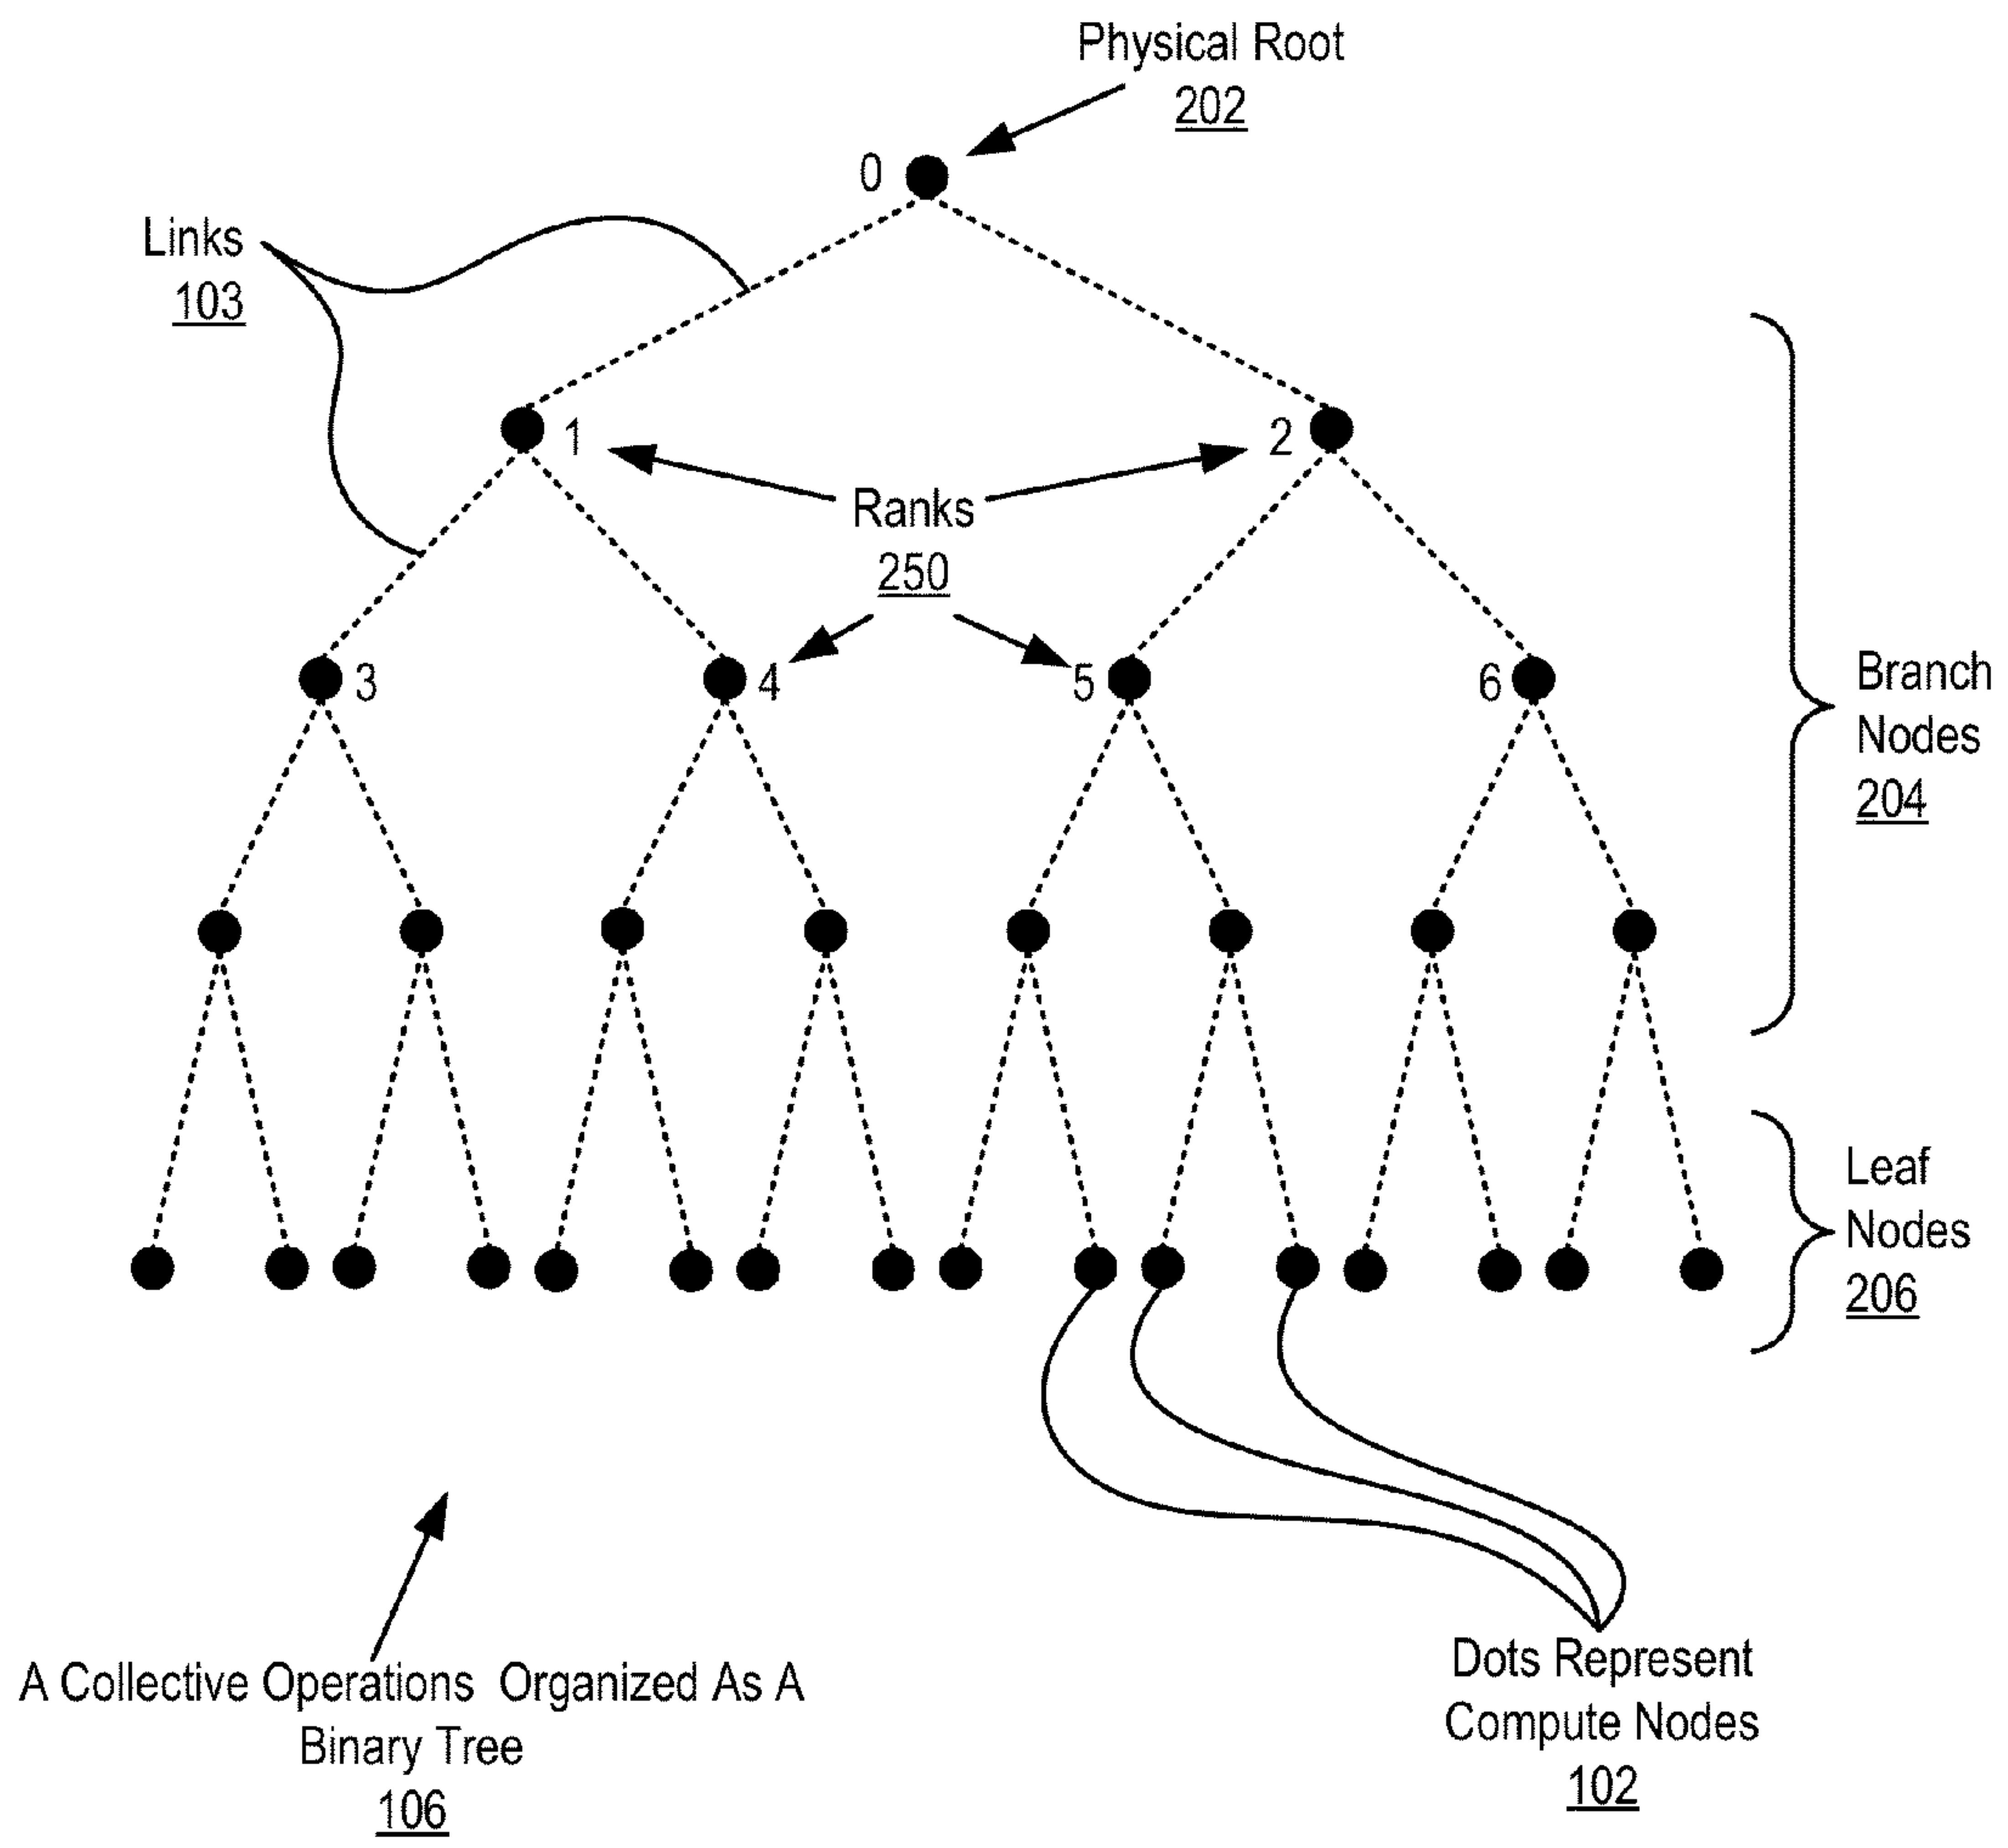 Physical Root
202
0
Links
103
1
2
Ranks
250
3
4
5
6
Branch
Nodes
204
Leaf
Nodes
206
A Collective Operations Organized As A
Binary Tree
106
Dots Represent
Compute Nodes
102